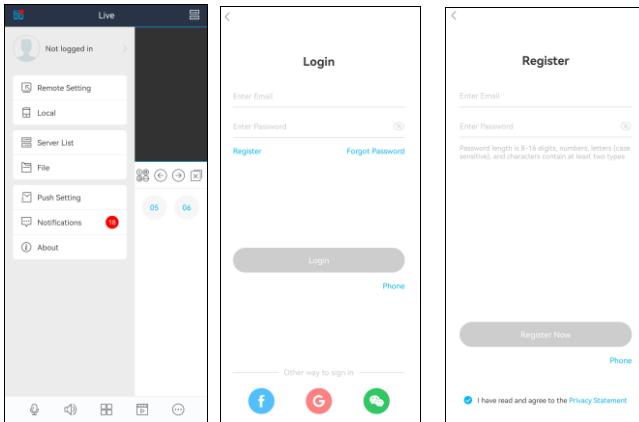 Live
Not logged in
Remote Setting
Local
Server List
File
Push Setting
Notifications 18
About
05 06
Login
Enter Email
Enter Password
Register Forgot Password
Login
Phone
Other way to sign in
f G
Register
Enter Email
Enter Password
Password length is 8-16 digits, numbers, letters (case
sensitive), and characters contain at least two types
Register Now
Phone
I have read and agree to the Privacy Statement